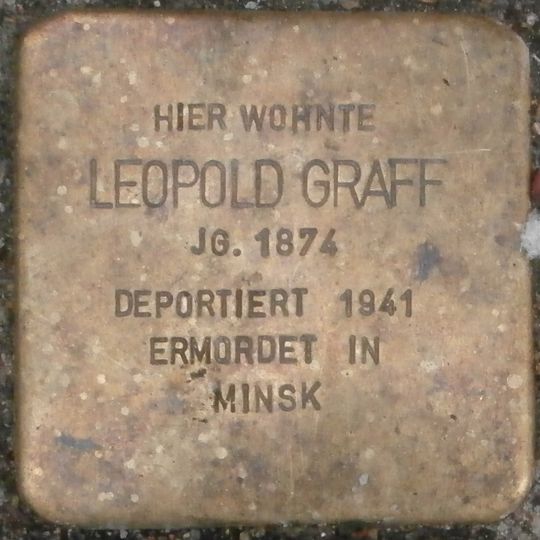 HIER WOHNTE
LEOPOLD GRAFF
JG. 1874
DEPORTIERT 1941
ERMORDET IN
MINSK